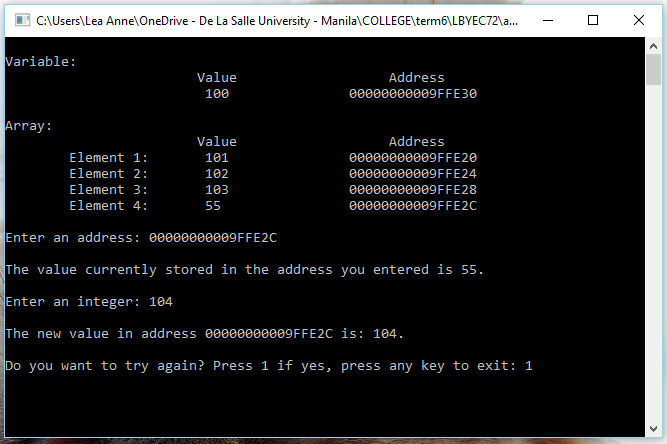 C:\Users\Lea Anne\OneDrive - De La Salle University - Manila\COLLEGE\term6\LBYEC72\a...
Variable:
Value Address
100 00000000009FFE30
Array:
Value Address
Element 1: 101 00000000009FFE20
Element 2: 102 00000000009FFE24
Element 3: 103 00000000009FFE28
Element 4: 55 00000000009FFE2C
Enter an address: 00000000009FFE2C
The value currently stored in the address you entered is 55.
Enter an integer: 104
The new value in address 00000000009FFE2C is: 104.
Do you want to try again? Press 1 if yes, press any key to exit: 1